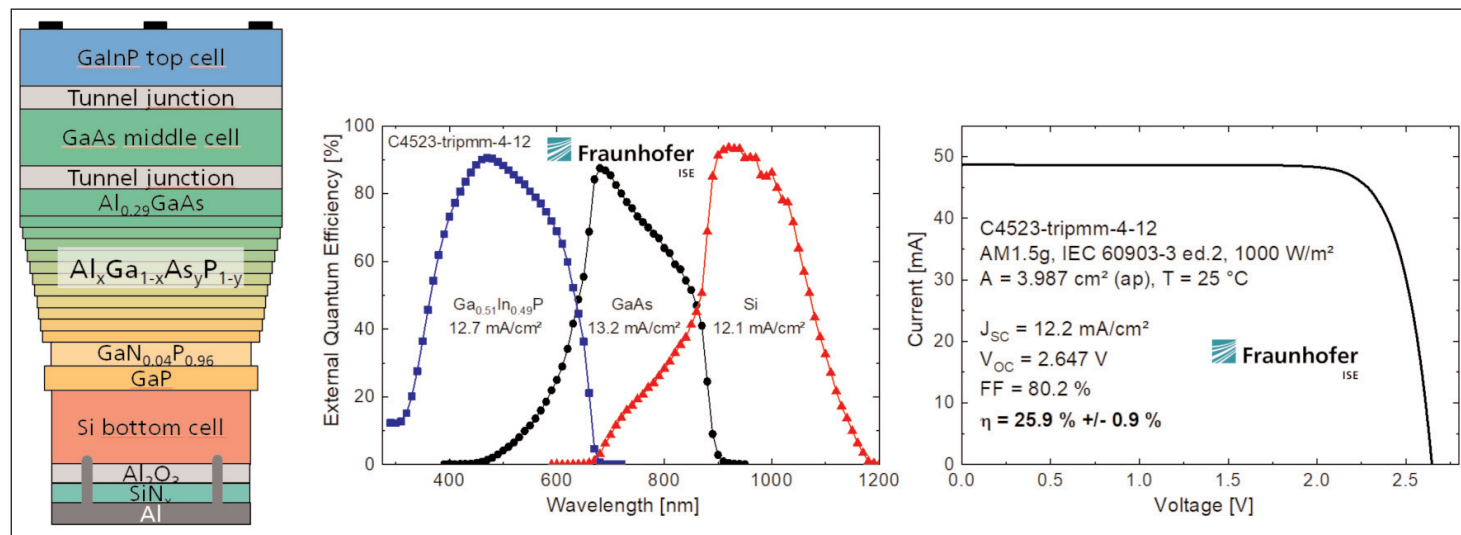 GaInP top cell
Tunnel junction
GaAs middle cell
Tunnel junction
Al0.29GaAs
AlxGa1-xAsyP1-y
GaN0.04P0.96
GaP
Si bottom cell
Al2O3
SiNx
Al
External Quantum Efficiency [%]
100
80
60
40
20
0
C4523-tripmm-4-12
Fraunhofer
ISE
Ga0.51In0.49P
12.7 mA/cm²
GaAs
13.2 mA/cm²
Si
12.1 mA/cm²
400 600 800 1000 1200
Wavelength [nm]
Current [mA]
50
40
30
20
10
0
C4523-tripmm-4-12
AM1.5g, IEC 60903-3 ed.2, 1000 W/m²
A = 3.987 cm² (ap), T = 25 °C
JSC = 12.2 mA/cm²
VOC = 2.647 V
FF = 80.2 %
η = 25.9 % +/- 0.9 %
Fraunhofer
ISE
0.0 0.5 1.0 1.5 2.0 2.5
Voltage [V]